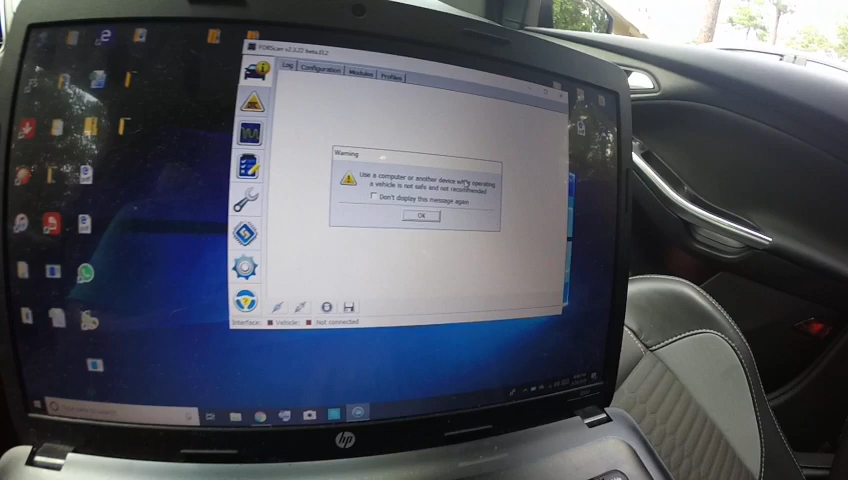 FORScan v2.3.22 beta
Log Configuration Modules Profiles
Warning
Use a computer or another device while operating
a vehicle is not safe and not recommended
Don't display this message again
OK
Interface: Vehicle: Not connected
hp